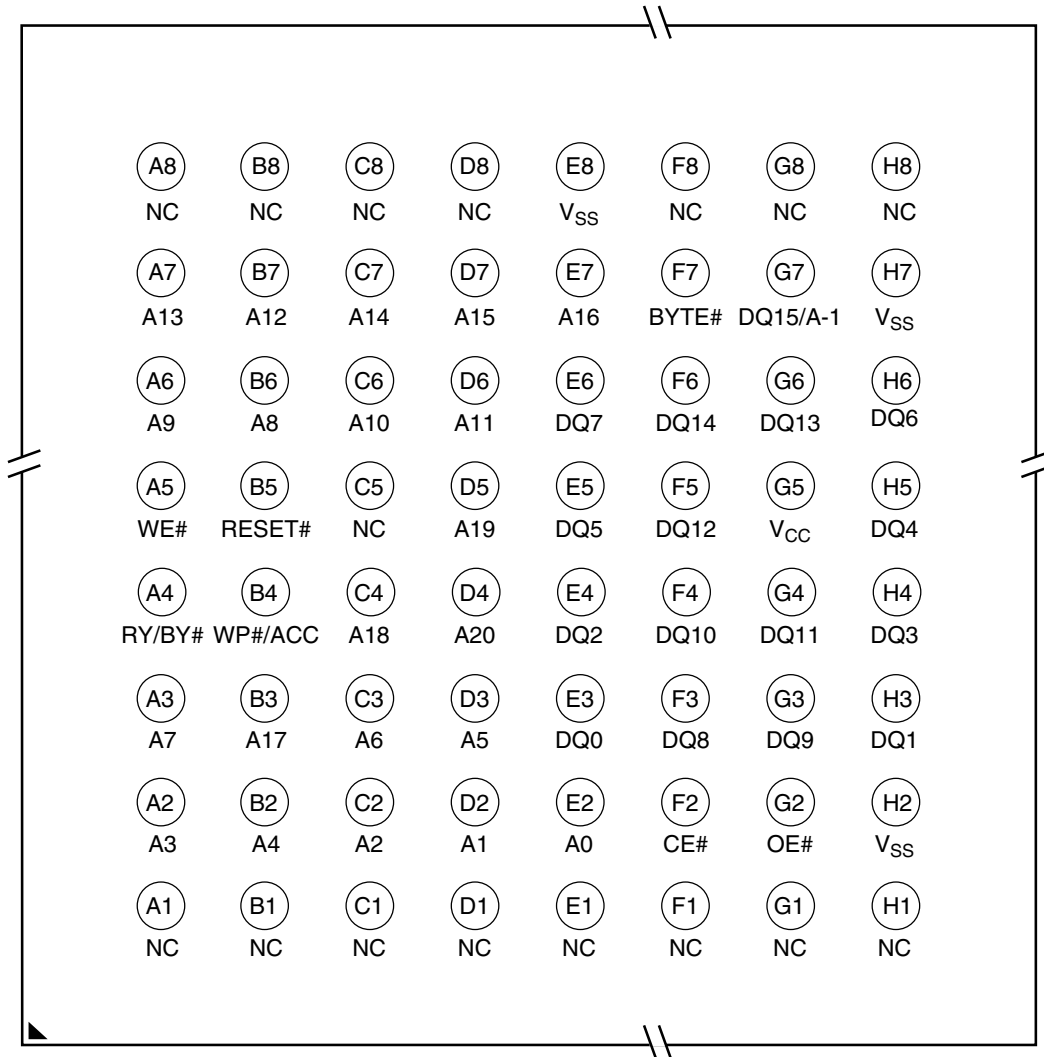 A8 B8 C8 D8 E8 F8 G8 H8
NC NC NC NC VSS NC NC NC
A7 B7 C7 D7 E7 F7 G7 H7
A13 A12 A14 A15 A16 BYTE# DQ15/A-1 VSS
A6 B6 C6 D6 E6 F6 G6 H6
A9 A8 A10 A11 DQ7 DQ14 DQ13 DQ6
A5 B5 C5 D5 E5 F5 G5 H5
WE# RESET# NC A19 DQ5 DQ12 VCC DQ4
A4 B4 C4 D4 E4 F4 G4 H4
RY/BY# WP#/ACC A18 A20 DQ2 DQ10 DQ11 DQ3
A3 B3 C3 D3 E3 F3 G3 H3
A7 A17 A6 A5 DQ0 DQ8 DQ9 DQ1
A2 B2 C2 D2 E2 F2 G2 H2
A3 A4 A2 A1 A0 CE# OE# VSS
A1 B1 C1 D1 E1 F1 G1 H1
NC NC NC NC NC NC NC NC